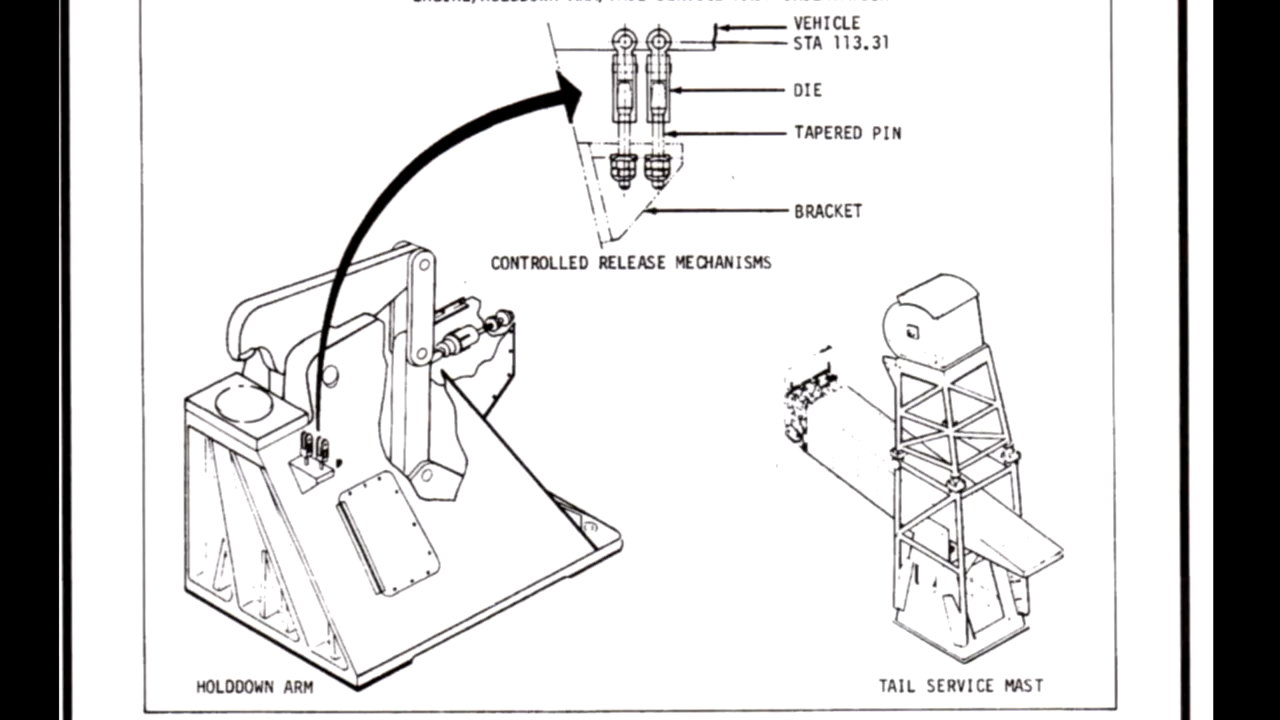 VEHICLE
STA 113.31
DIE
TAPERED PIN
BRACKET
CONTROLLED RELEASE MECHANISMS
HOLDDOWN ARM
TAIL SERVICE MAST